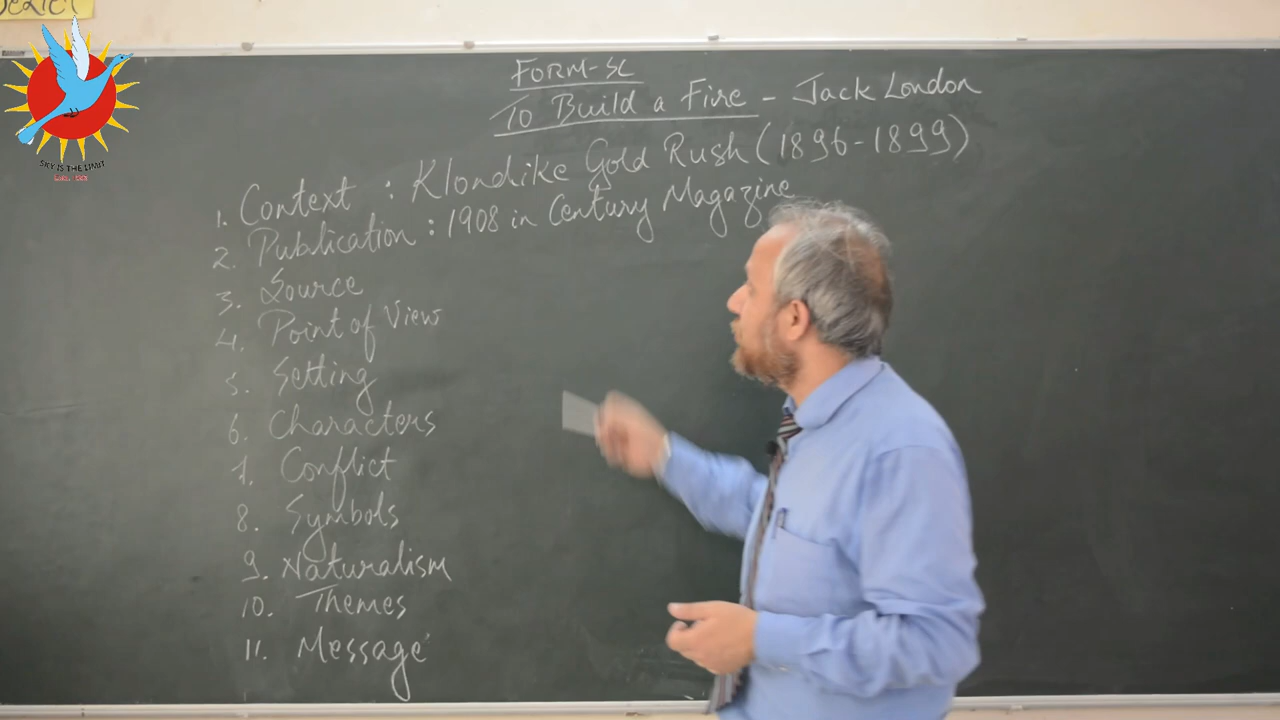 FORM-SC
To Build a Fire - Jack London
1. Context : Klondike Gold Rush (1896-1899)
2. Publication : 1908 in Century Magazine
3. Source
4. Point of View
5. Setting
6. Characters
7. Conflict
8. Symbols
9. Naturalism
10. Themes
11. Message
SKY IS THE LIMIT